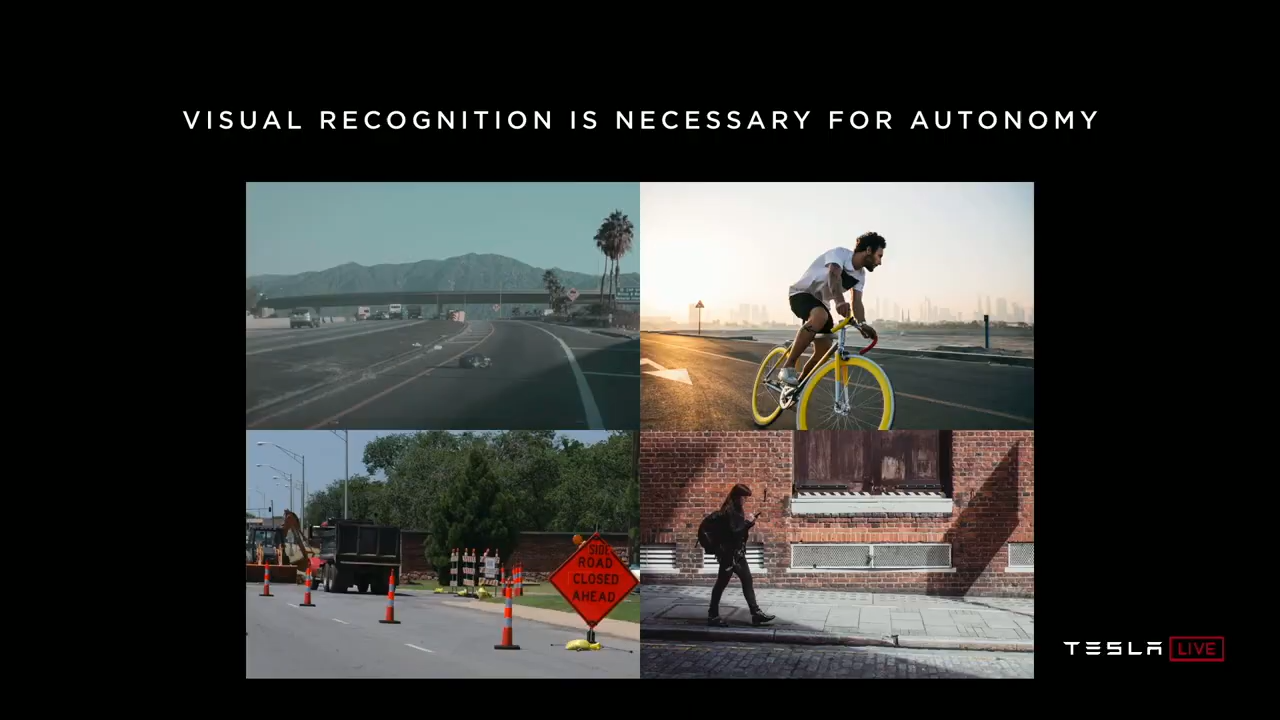 VISUAL RECOGNITION IS NECESSARY FOR AUTONOMY
SIDE
ROAD
CLOSED
AHEAD
TESLA LIVE